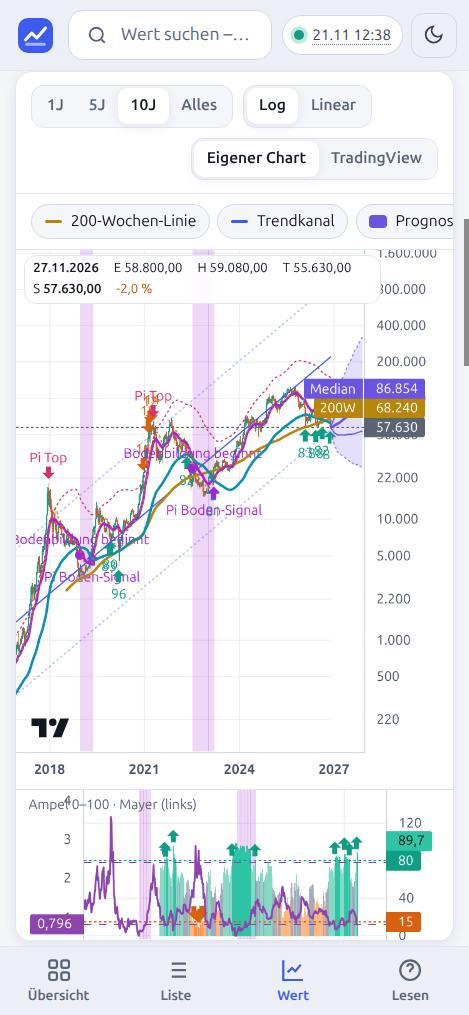 Wert suchen –…
21.11 12:38
1J 5J 10J Alles Log Linear
Eigener Chart TradingView
200-Wochen-Linie Trendkanal Prognos
1.600.000
27.11.2026 E 58.800,00 H 59.080,00 T 55.630,00
S 57.630,00 -2,0 %
800.000
400.000
200.000
Median 86.854
200W 68.240
57.630
Pi Top
Bodenbildung beginnt
Pi Top
22.000
Pi Boden-Signal
10.000
Bodenbildung beginnt
5.000
Pi Boden-Signal
96
2.200
1.000
500
220
2018 2021 2024 2027
Ampel 0–100 · Mayer (links)
4
120
3
89,7
80
2
40
0,796
15
0
Übersicht Liste Wert Lesen